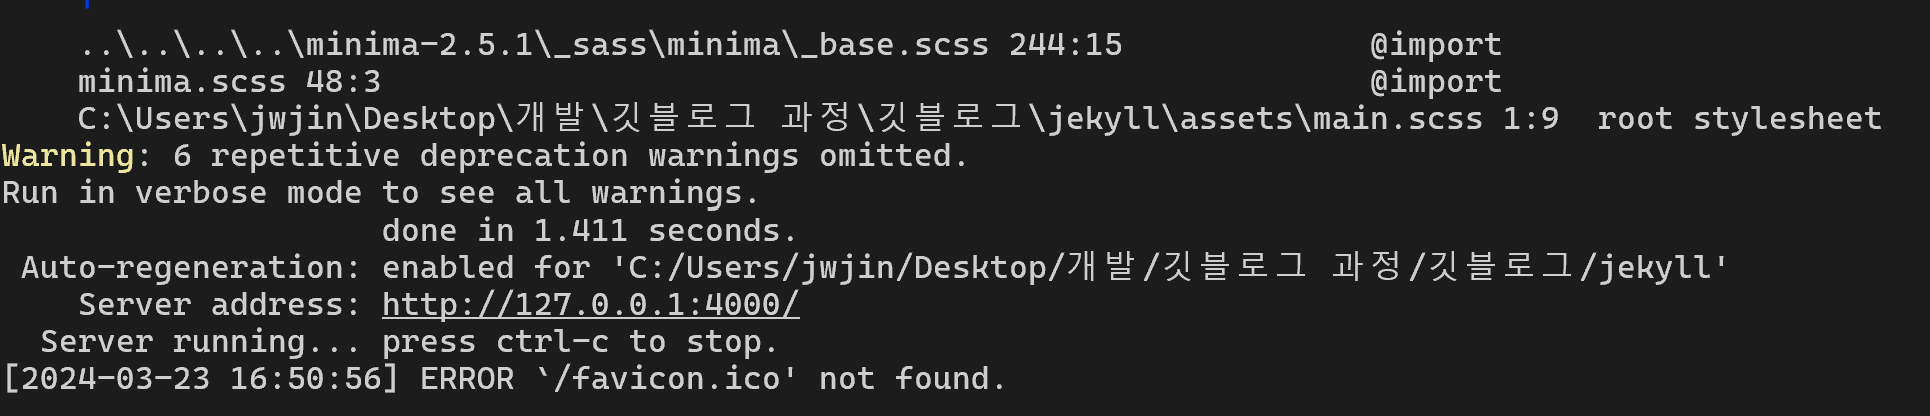 ..\..\..\..\minima-2.5.1\_sass\minima\_base.scss 244:15 @import
minima.scss 48:3 @import
C:\Users\jwjin\Desktop\개발\깃블로그 과정\깃블로그\jekyll\assets\main.scss 1:9 root stylesheet
Warning: 6 repetitive deprecation warnings omitted.
Run in verbose mode to see all warnings.
done in 1.411 seconds.
Auto-regeneration: enabled for 'C:/Users/jwjin/Desktop/개발/깃블로그 과정/깃블로그/jekyll'
Server address: http://127.0.0.1:4000/
Server running... press ctrl-c to stop.
[2024-03-23 16:50:56] ERROR `/favicon.ico' not found.